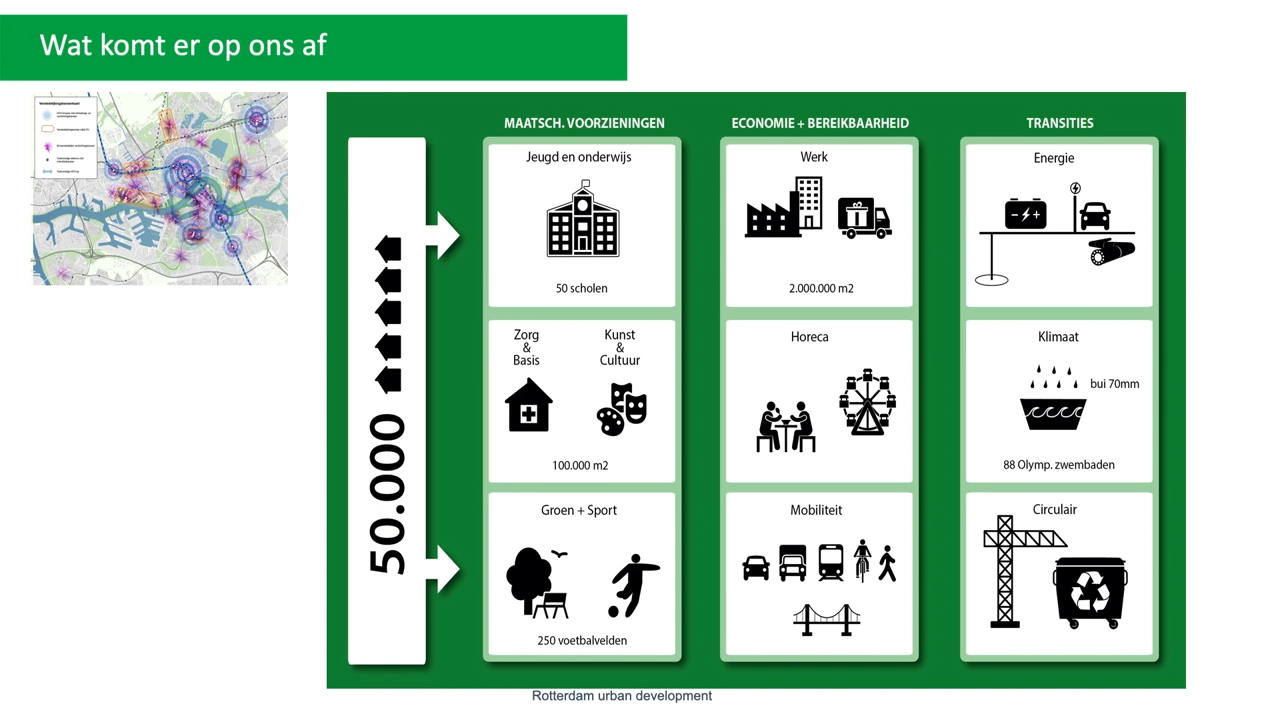 Wat komt er op ons af
MAATSCH. VOORZIENINGEN
Jeugd en onderwijs
50 scholen
Zorg
&
Basis
Kunst
&
Cultuur
100.000 m2
Groen + Sport
250 voetbalvelden
ECONOMIE + BEREIKBAARHEID
Werk
2.000.000 m2
Horeca
Mobiliteit
TRANSITIES
Energie
Klimaat
bui 70mm
88 Olymp. zwembaden
Circulair
50.000
Rotterdam urban development